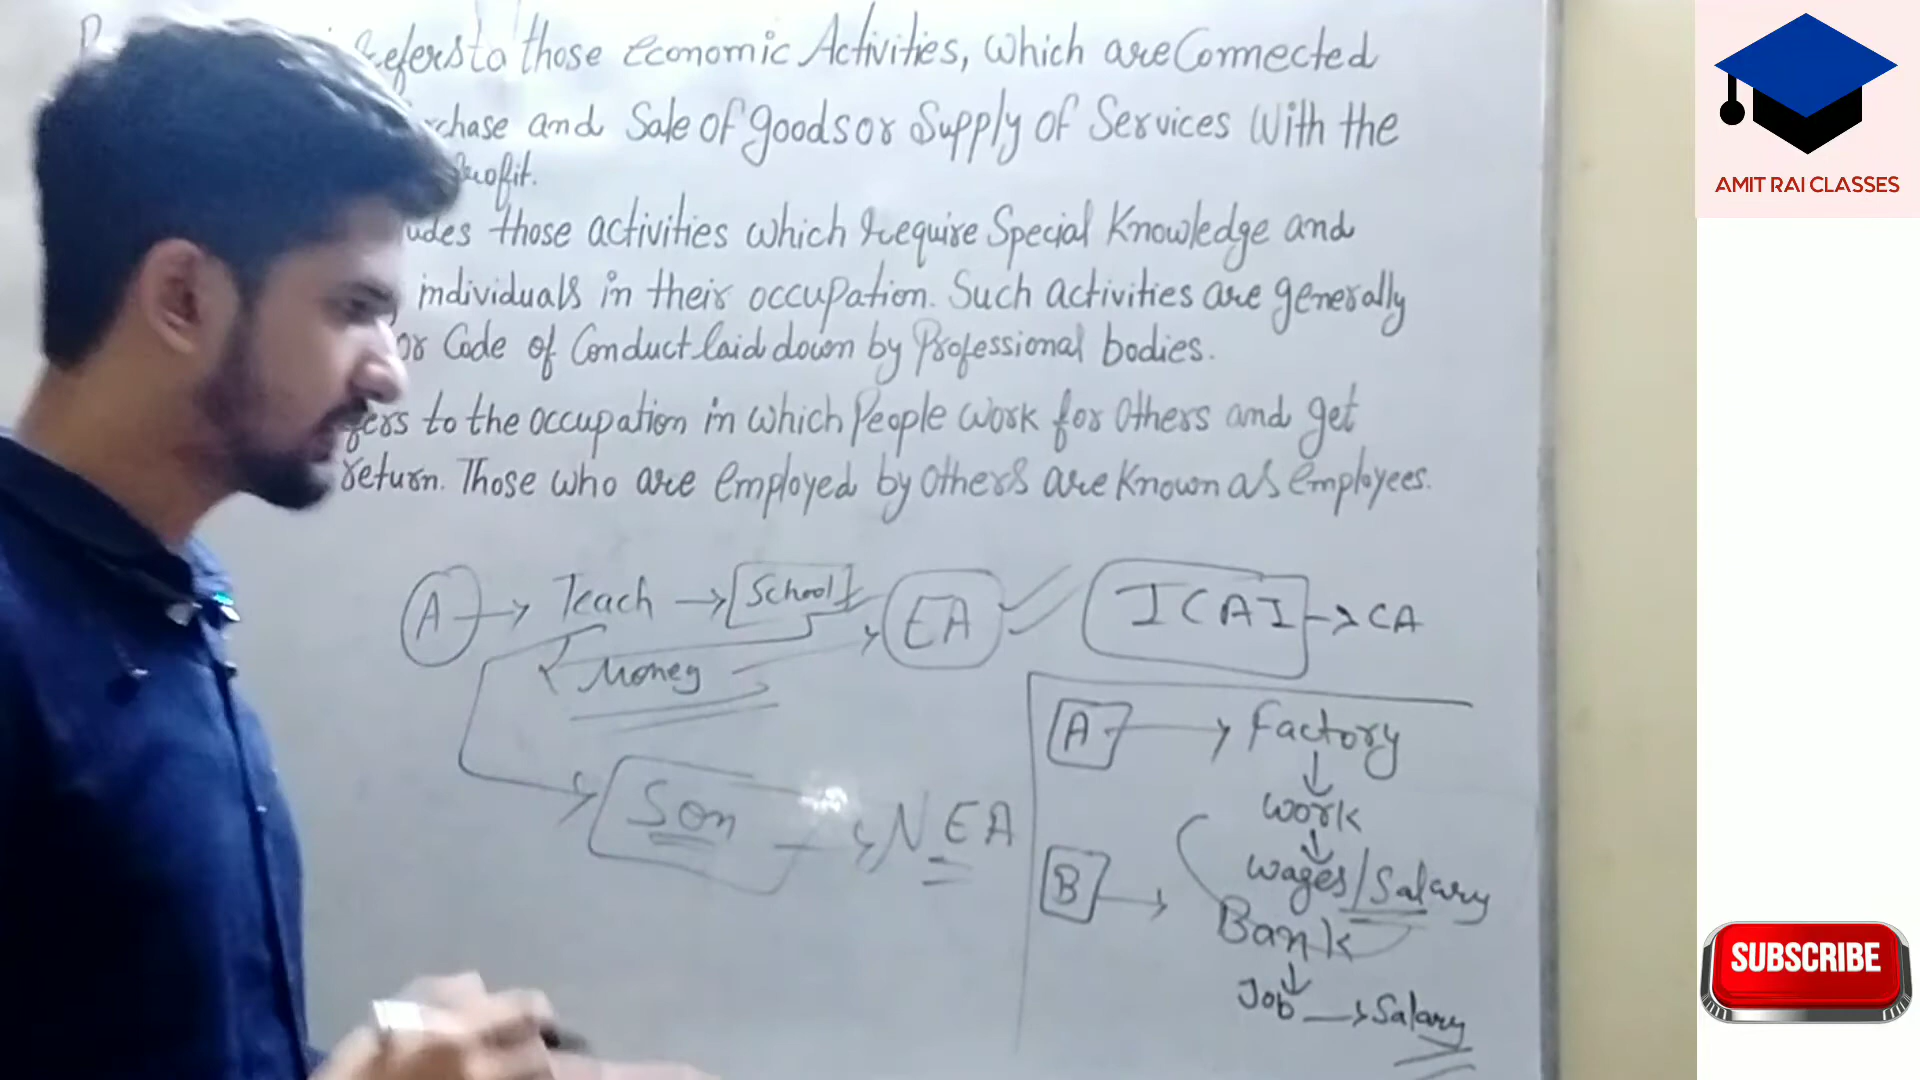 refers to those economic Activities, which are Connected
chase and Sale of goods or Supply of Services With the
profit.
udes those activities which require Special Knowledge and
individuals in their occupation. Such activities are generally
or Code of Conduct laid down by Professional bodies.
fers to the occupation in which People work for others and get
return. Those who are employed by others are Known as employees.
A → Teach → School EA ICAI → CA
₹ Money
Son → NEA
A → Factory
↓
work
↓
wages/Salary
B → Bank
↓
Job → Salary
AMIT RAI CLASSES
SUBSCRIBE